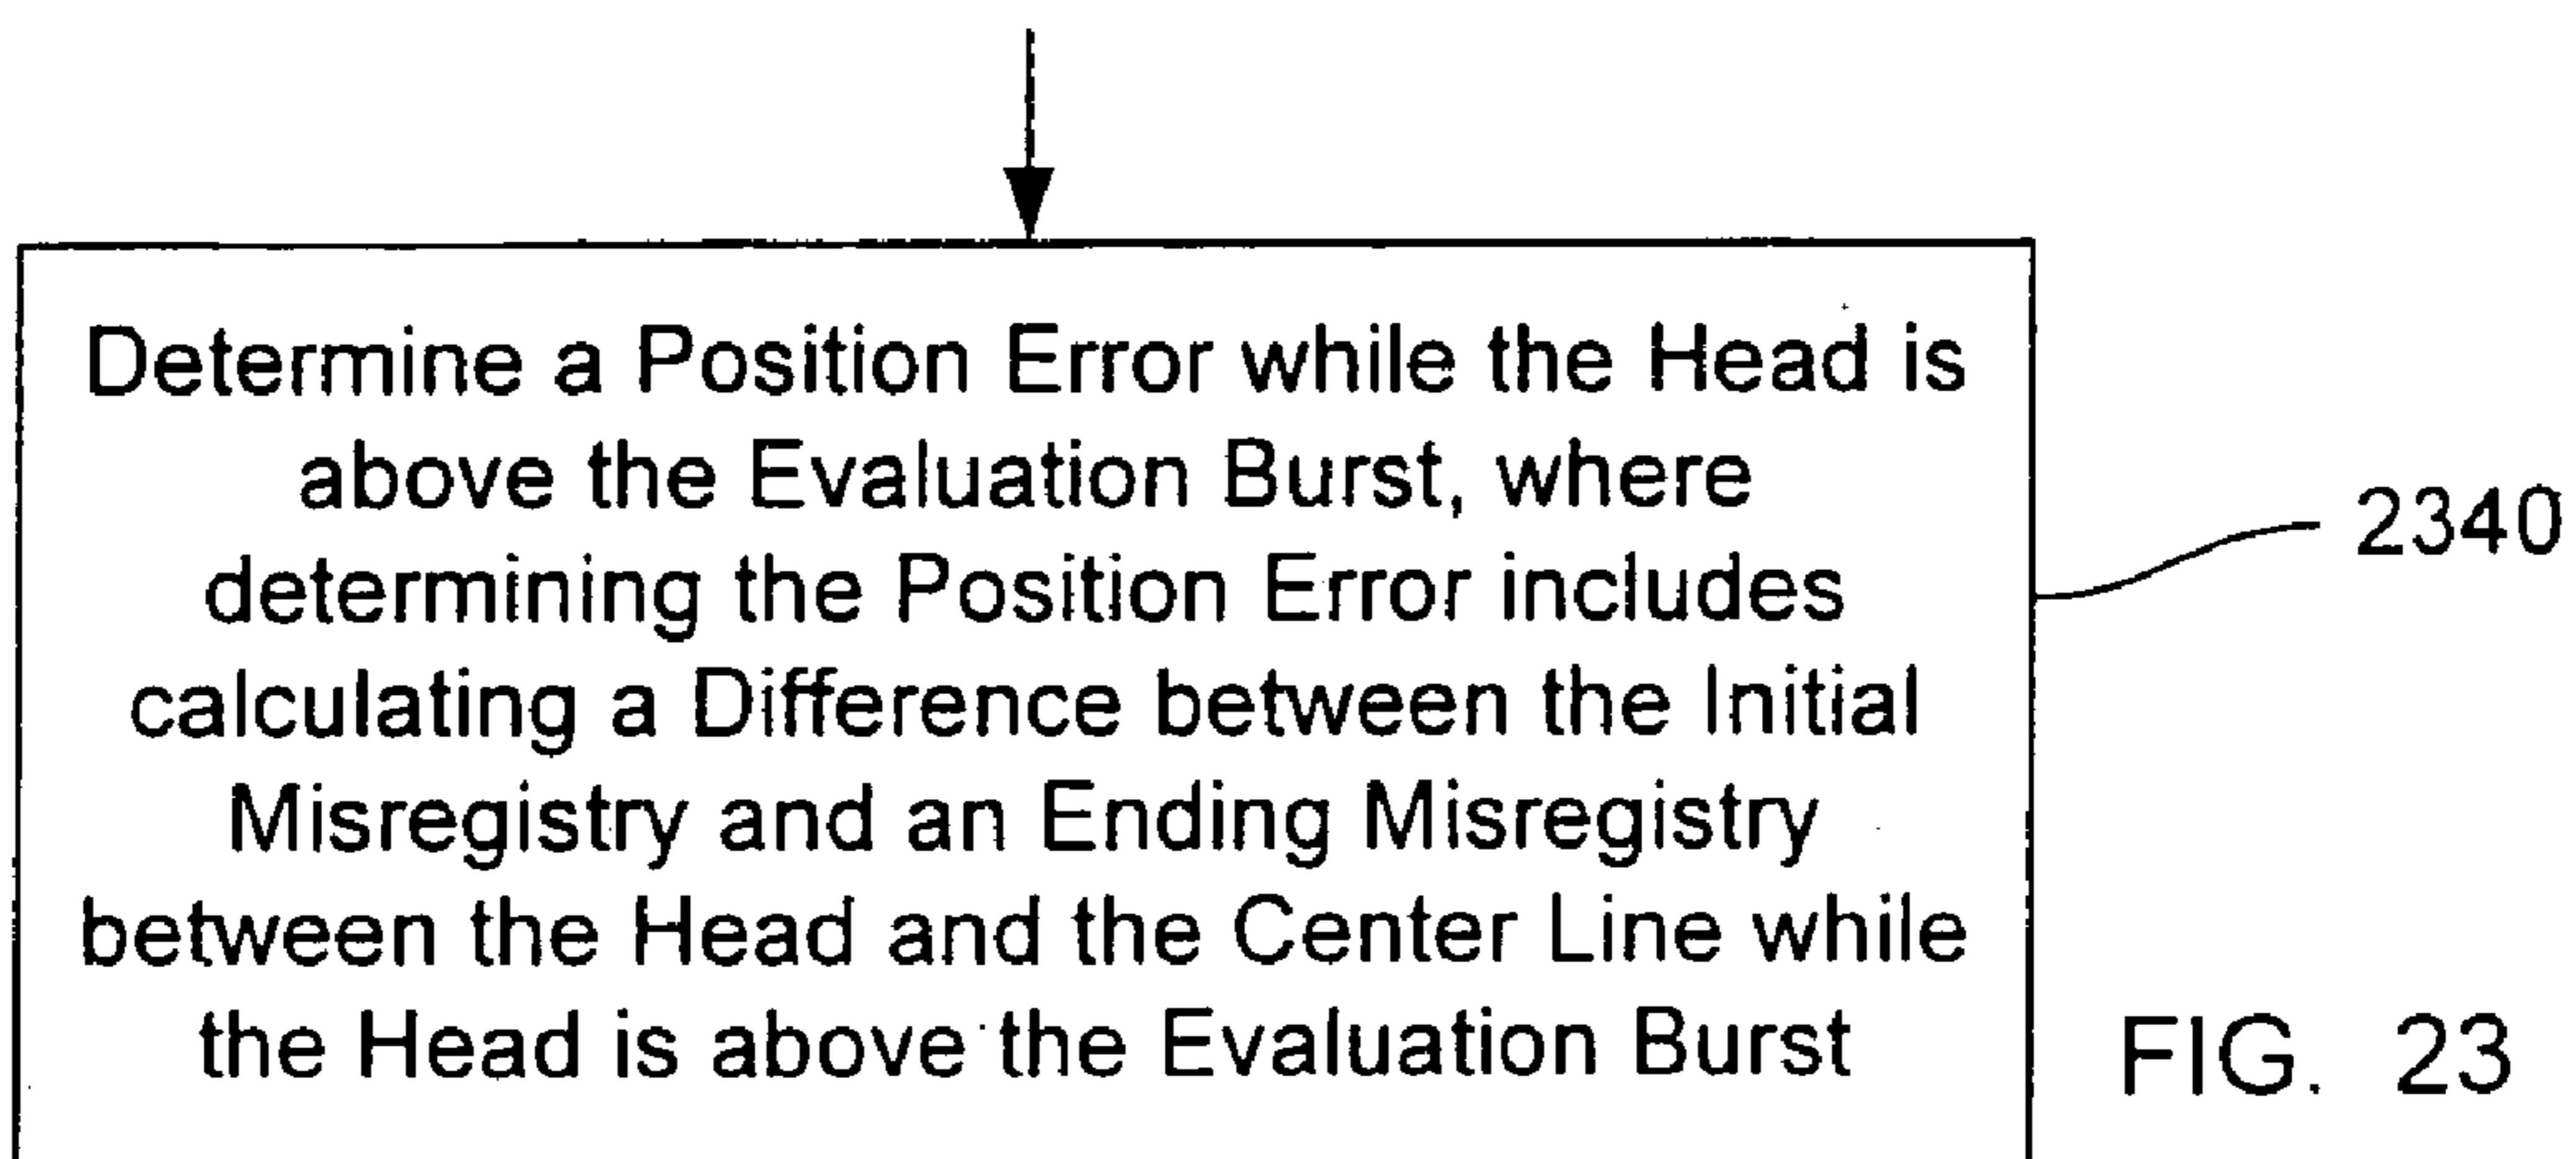 Determine a Position Error while the Head is
above the Evaluation Burst, where
determining the Position Error includes
calculating a Difference between the Initial
Misregistry and an Ending Misregistry
between the Head and the Center Line while
the Head is above the Evaluation Burst
2340
FIG. 23